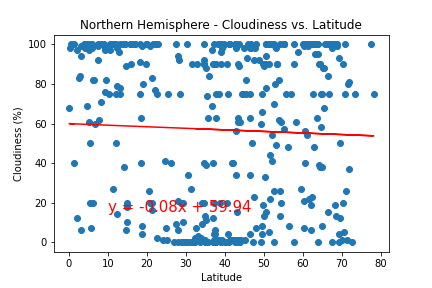 Northern Hemisphere - Cloudiness vs. Latitude
Cloudiness (%)
100
80
60
40
20
0
y = -0.08x + 59.94
0 10 20 30 40 50 60 70 80
Latitude